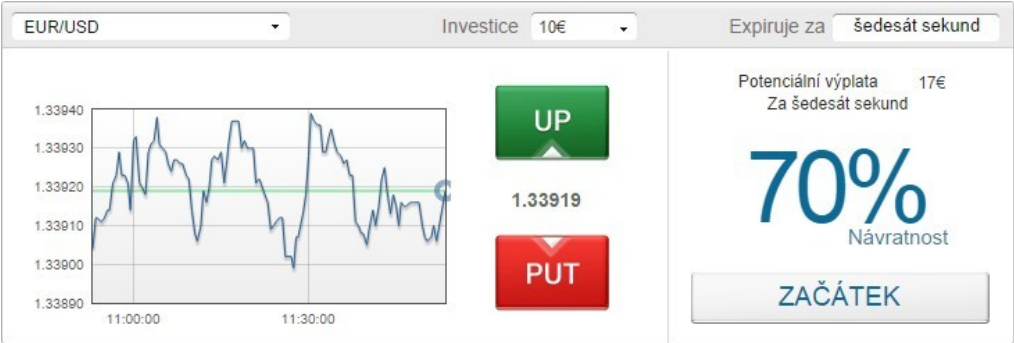 EUR/USD Investice 10€ Expiruje za šedesát sekund
Potenciální výplata 17€
Za šedesát sekund
1.33940
1.33930
1.33920
1.33910
1.33900
1.33890
11:00:00 11:30:00
UP
1.33919
PUT
70%
Návratnost
ZAČÁTEK